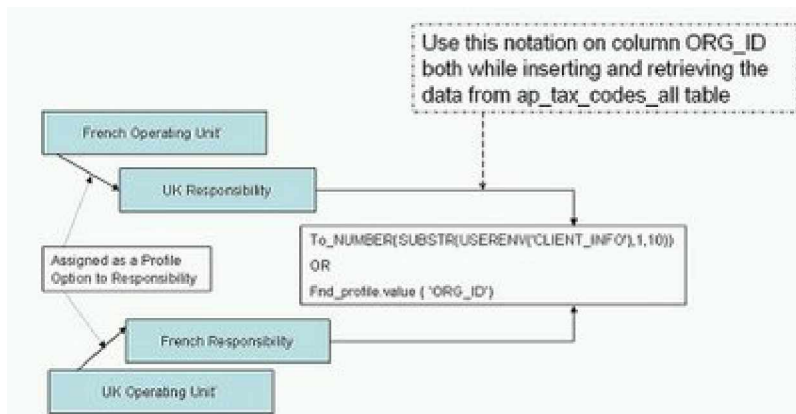 Use this notation on column ORG_ID
both while inserting and retrieving the
data from ap_tax_codes_all table
French Operating Unit
UK Responsibility
To_NUMBER(SUBSTR(USERENV('CLIENT_INFO'),1,10))
OR
Fnd_profile.value ( 'ORG_ID')
Assigned as a Profile
Option to Responsibility
French Responsibility
UK Operating Unit